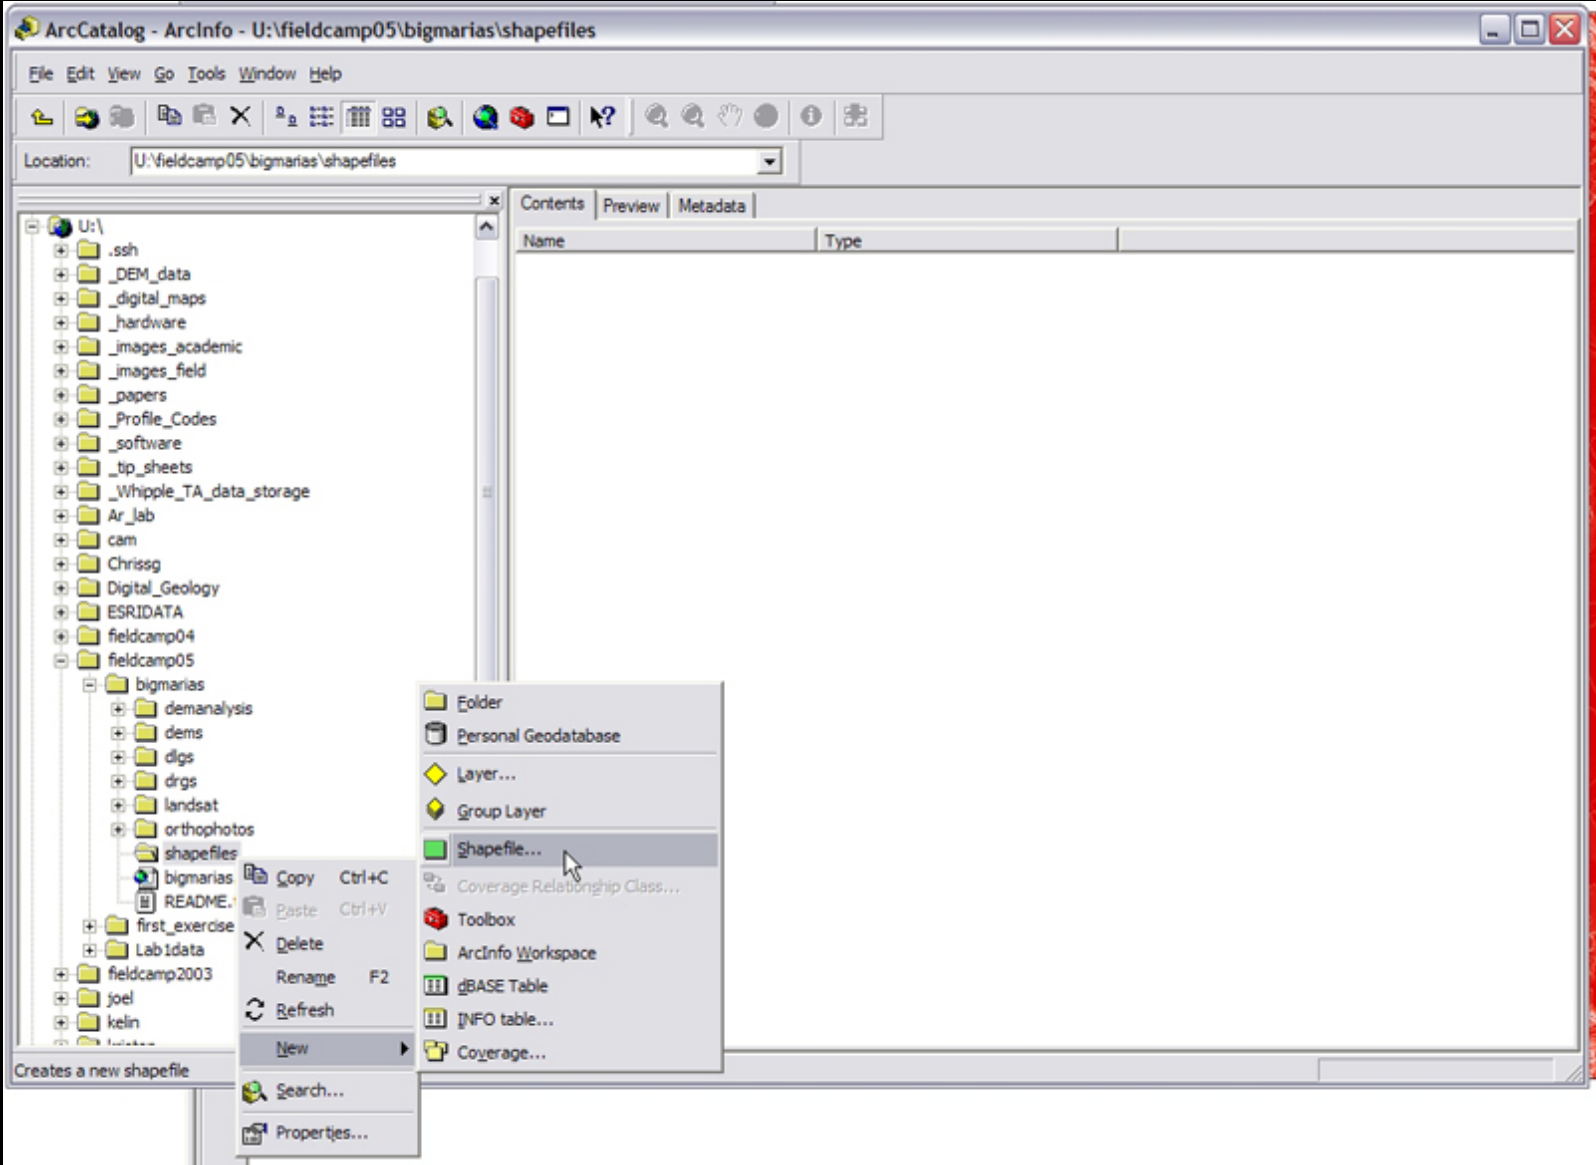 ArcCatalog - ArcInfo - U:\fieldcamp05\bigmarias\shapefiles
File Edit View Go Tools Window Help
Location: U:\fieldcamp05\bigmarias\shapefiles
Contents Preview Metadata
Name Type
U:\
.ssh
_DEM_data
_digital_maps
_hardware
_images_academic
_images_field
_papers
_Profile_Codes
_software
_tip_sheets
_Whipple_TA_data_storage
Ar_lab
cam
Chrissg
Digital_Geology
ESRIDATA
fieldcamp04
fieldcamp05
bigmarias
demanalysis
dems
dlgs
drgs
landsat
orthophotos
shapefiles
bigmarias
README.
first_exercise
Lab1data
fieldcamp2003
joel
kelin
Copy Ctrl+C
Paste Ctrl+V
Delete
Rename F2
Refresh
New
Search...
Properties...
Folder
Personal Geodatabase
Layer...
Group Layer
Shapefile...
Coverage Relationship Class...
Toolbox
ArcInfo Workspace
dBASE Table
INFO table...
Coverage...
Creates a new shapefile